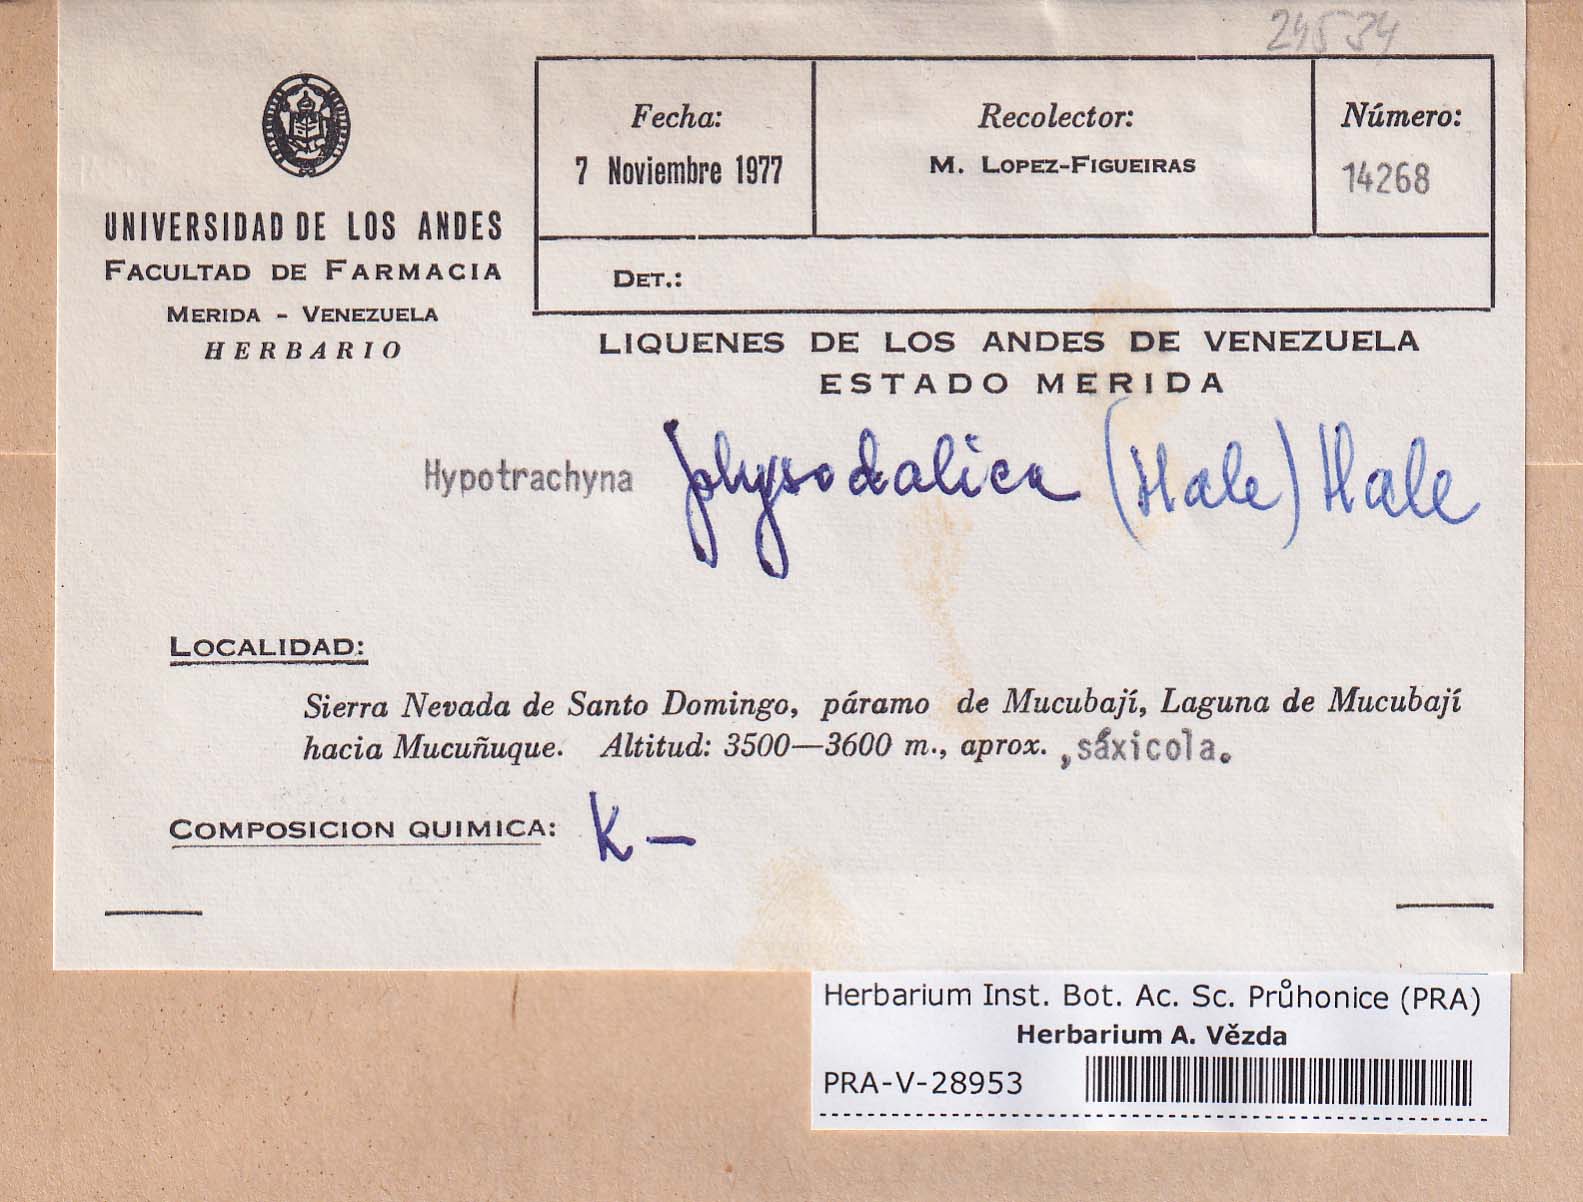 24534
Fecha:
7 Noviembre 1977
Recolector:
M. LOPEZ-FIGUEIRAS
Número:
14268
DET.:
UNIVERSIDAD DE LOS ANDES
FACULTAD DE FARMACIA
MERIDA - VENEZUELA
HERBARIO
LIQUENES DE LOS ANDES DE VENEZUELA
ESTADO MERIDA
Hypotrachyna physodalica (Hale) Hale
LOCALIDAD:
Sierra Nevada de Santo Domingo, páramo de Mucubají, Laguna de Mucubají
hacia Mucuñuque. Altitud: 3500—3600 m., aprox. ,sáxicola.
COMPOSICION QUIMICA: K—
Herbarium Inst. Bot. Ac. Sc. Průhonice (PRA)
Herbarium A. Vězda
PRA-V-28953